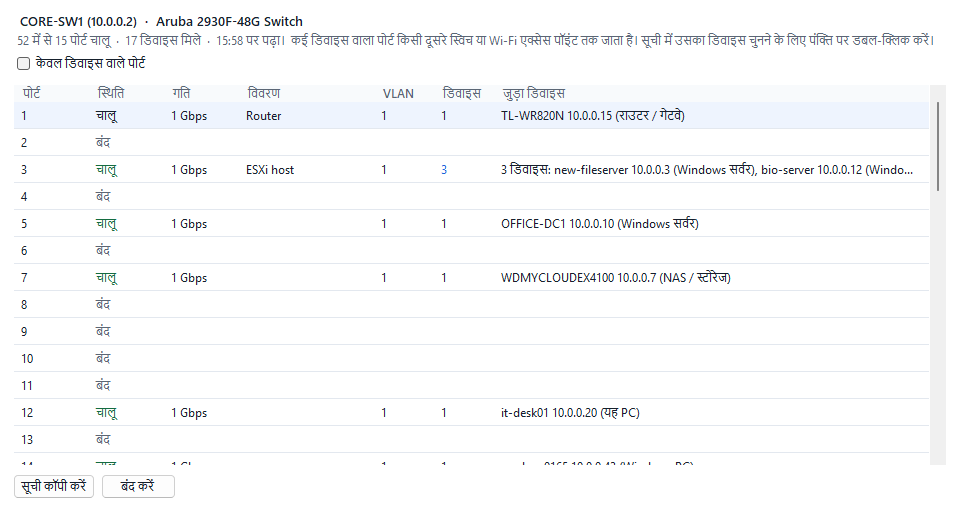 CORE-SW1 (10.0.0.2) · Aruba 2930F-48G Switch
52 में से 15 पोर्ट चालू · 17 डिवाइस मिले · 15:58 पर पढ़ा। कई डिवाइस वाला पोर्ट किसी दूसरे स्विच या Wi-Fi एक्सेस पॉइंट तक जाता है। सूची में उसका डिवाइस चुनने के लिए पंक्ति पर डबल-क्लिक करें।
केवल डिवाइस वाले पोर्ट
पोर्ट स्थिति गति विवरण VLAN डिवाइस जुड़ा डिवाइस
1 चालू 1 Gbps Router 1 1 TL-WR820N 10.0.0.15 (राउटर / गेटवे)
2 बंद
3 चालू 1 Gbps ESXi host 1 3 3 डिवाइस: new-fileserver 10.0.0.3 (Windows सर्वर), bio-server 10.0.0.12 (Windo...
4 बंद
5 चालू 1 Gbps 1 1 OFFICE-DC1 10.0.0.10 (Windows सर्वर)
6 बंद
7 चालू 1 Gbps 1 1 WDMYCLOUDEX4100 10.0.0.7 (NAS / स्टोरेज)
8 बंद
9 बंद
10 बंद
11 बंद
12 चालू 1 Gbps 1 1 it-desk01 10.0.0.20 (यह PC)
13 बंद
सूची कॉपी करें बंद करें